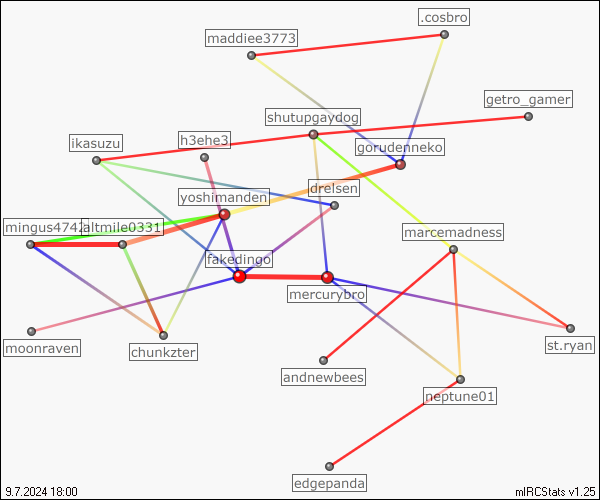 .cosbro
maddiee3773
getro_gamer
shutupgaydog
ikasuzu
h3ehe3
gorudenneko
drelsen
yoshimanden
mingus4742
altmile0331
marcemadness
fakedingo
mercurybro
moonraven
chunkzter
st.ryan
andnewbees
neptune01
edgepanda
9.7.2024 18:00
mIRCStats v1.25